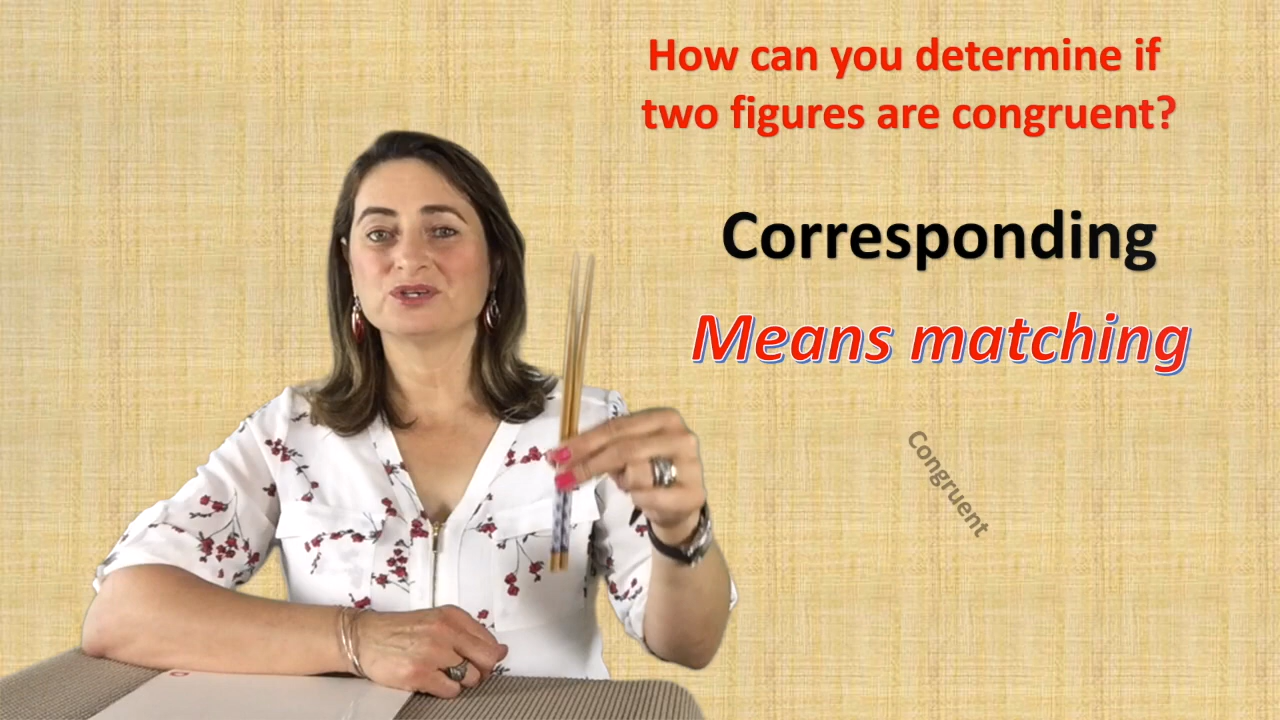 How can you determine if
two figures are congruent?
Corresponding
Means matching
Congruent